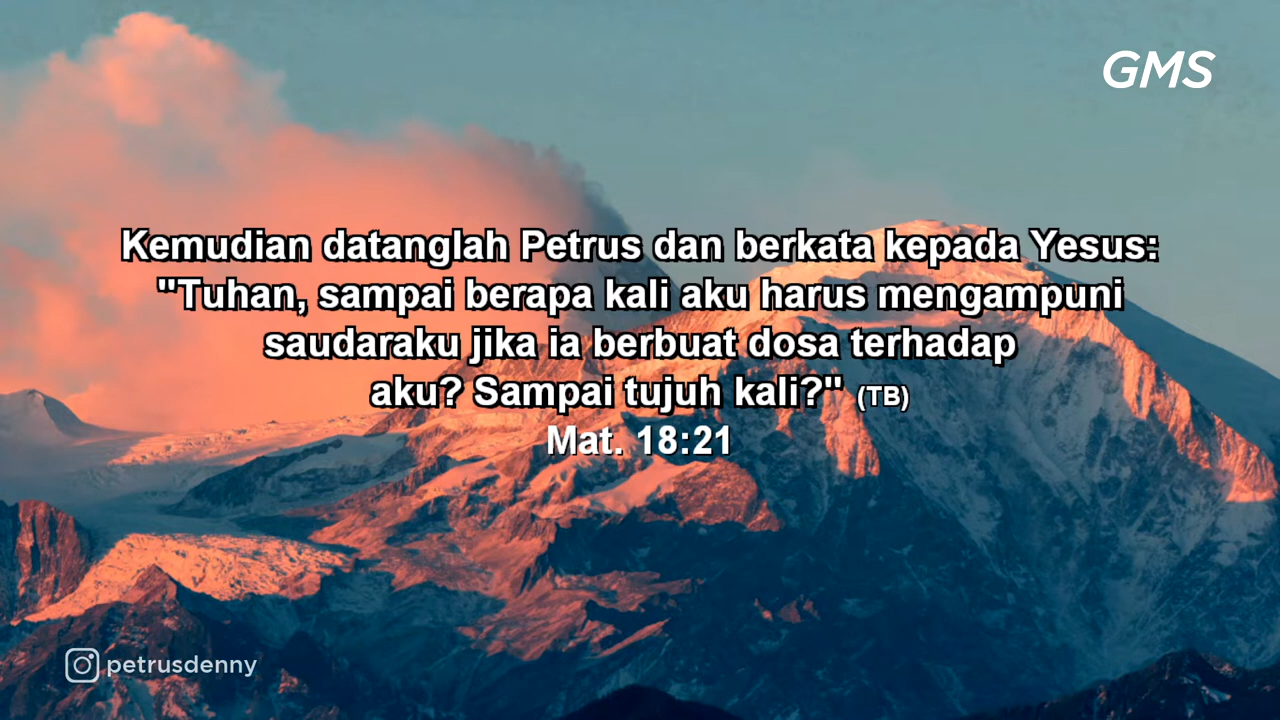 GMS
Kemudian datanglah Petrus dan berkata kepada Yesus:
"Tuhan, sampai berapa kali aku harus mengampuni
saudaraku jika ia berbuat dosa terhadap
aku? Sampai tujuh kali?" (TB)
Mat. 18:21
petrusdenny